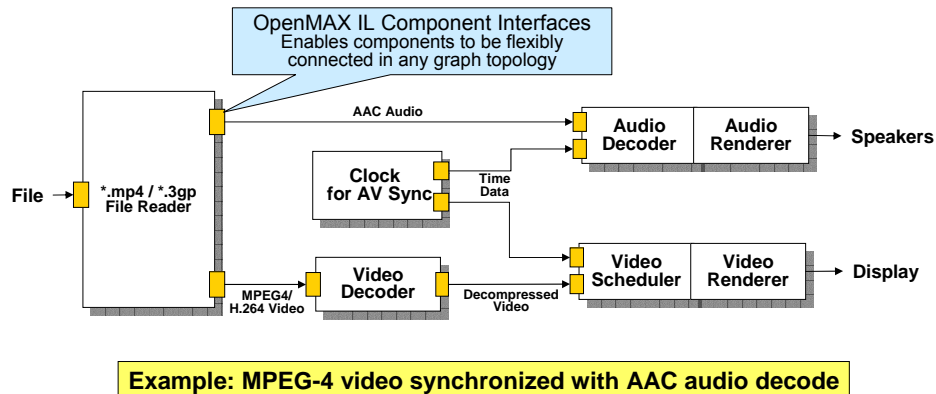 OpenMAX IL Component Interfaces
Enables components to be flexibly
connected in any graph topology
AAC Audio
Audio
Decoder
Audio
Renderer
Speakers
File
*.mp4 / *.3gp
File Reader
Clock
for AV Sync
Time
Data
Video
Decoder
MPEG4/
H.264 Video
Decompressed
Video
Video
Scheduler
Video
Renderer
Display
Example: MPEG-4 video synchronized with AAC audio decode